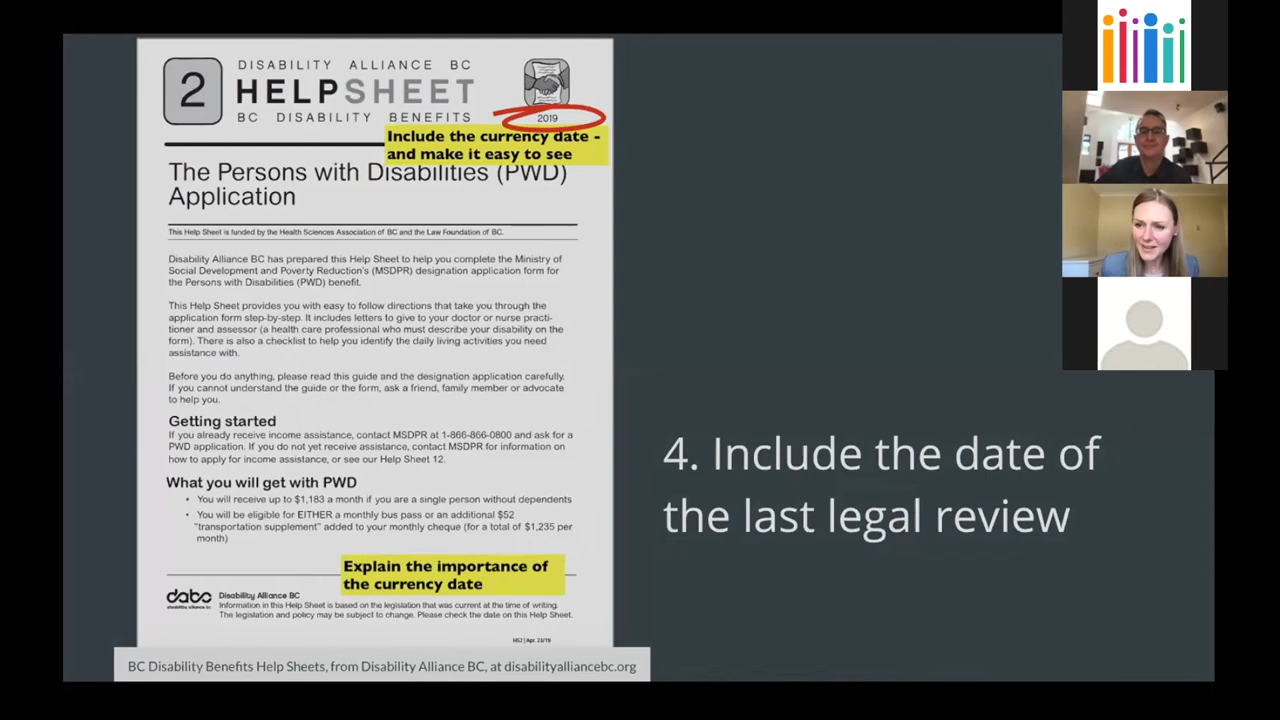 2
DISABILITY ALLIANCE BC
HELPSHEET
BC DISABILITY BENEFITS
2019
Include the currency date -
and make it easy to see
The Persons with Disabilities (PWD)
Application
This Help Sheet is funded by the Health Sciences Association of BC and the Law Foundation of BC.
Disability Alliance BC has prepared this Help Sheet to help you complete the Ministry of
Social Development and Poverty Reduction's (MSDPR) designation application form for
the Persons with Disabilities (PWD) benefit.
This Help Sheet provides you with easy to follow directions that take you through the
application form step-by-step. It includes letters to give to your doctor or nurse practi-
tioner and assessor (a health care professional who must describe your disability on the
form). There is also a checklist to help you identify the daily living activities you need
assistance with.
Before you do anything, please read this guide and the designation application carefully.
If you cannot understand the guide or the form, ask a friend, family member or advocate
to help you.
Getting started
If you already receive income assistance, contact MSDPR at 1-866-866-0800 and ask for a
PWD application. If you do not yet receive assistance, contact MSDPR for information on
how to apply for income assistance, or see our Help Sheet 12.
What you will get with PWD
• You will receive up to $1,183 a month if you are a single person without dependents
• You will be eligible for EITHER a monthly bus pass or an additional $52
"transportation supplement" added to your monthly cheque (for a total of $1,235 per
month)
Explain the importance of
the currency date
dabc
disability alliance bc
Disability Alliance BC
Information in this Help Sheet is based on the legislation that was current at the time of writing.
The legislation and policy may be subject to change. Please check the date on this Help Sheet.
HS2 | Apr. 23/19
BC Disability Benefits Help Sheets, from Disability Alliance BC, at disabilityalliancebc.org
4. Include the date of
the last legal review